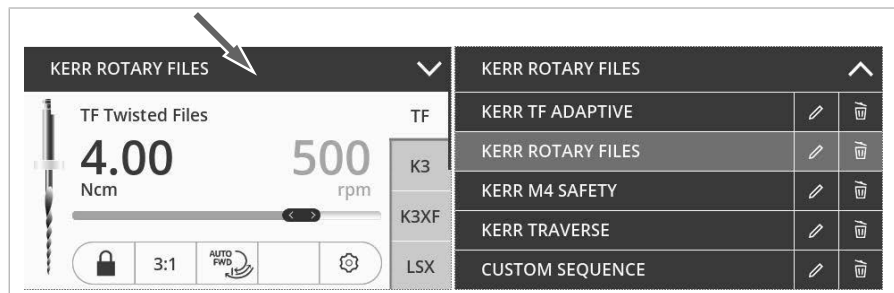 KERR ROTARY FILES
TF Twisted Files
TF
4.00
500
Ncm
rpm
K3
K3XF
3:1
AUTO
FWD
LSX
KERR ROTARY FILES
KERR TF ADAPTIVE
KERR ROTARY FILES
KERR M4 SAFETY
KERR TRAVERSE
CUSTOM SEQUENCE